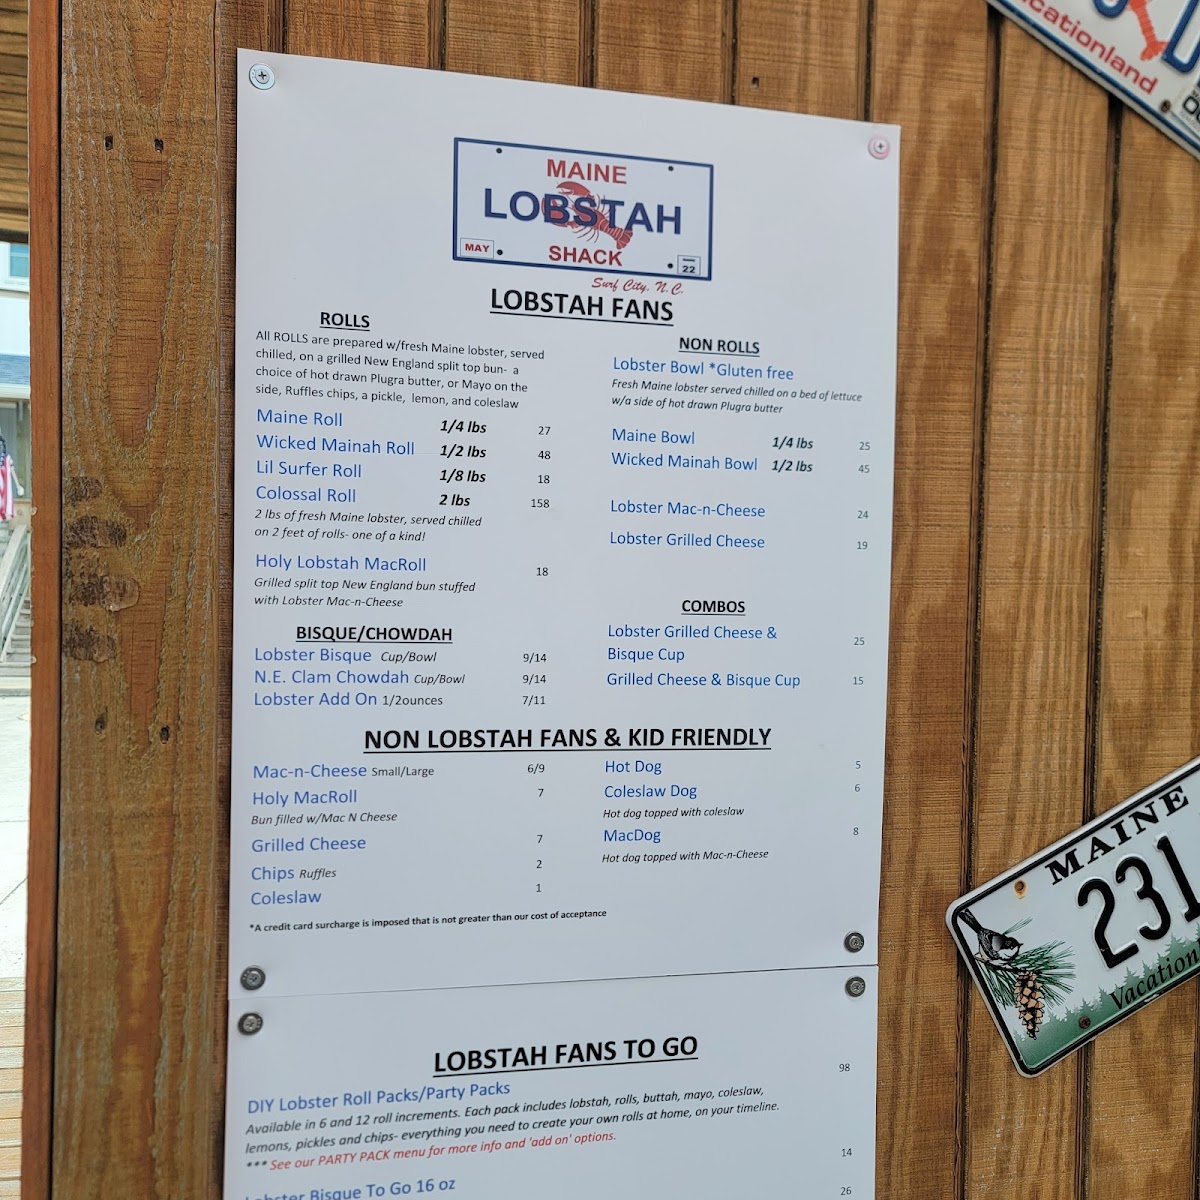 MAINE
LOBSTAH
SHACK
MAY
22
Surf City, N.C.
LOBSTAH FANS
ROLLS
All ROLLS are prepared w/fresh Maine lobster, served
chilled, on a grilled New England split top bun- a
choice of hot drawn Plugra butter, or Mayo on the
side, Ruffles chips, a pickle, lemon, and coleslaw
Maine Roll 1/4 lbs 27
Wicked Mainah Roll 1/2 lbs 48
Lil Surfer Roll 1/8 lbs 18
Colossal Roll 2 lbs 158
2 lbs of fresh Maine lobster, served chilled
on 2 feet of rolls- one of a kind!
Holy Lobstah MacRoll 18
Grilled split top New England bun stuffed
with Lobster Mac-n-Cheese
BISQUE/CHOWDAH
Lobster Bisque Cup/Bowl 9/14
N.E. Clam Chowdah Cup/Bowl 9/14
Lobster Add On 1/2ounces 7/11
NON ROLLS
Lobster Bowl *Gluten free
Fresh Maine lobster served chilled on a bed of lettuce
w/a side of hot drawn Plugra butter
Maine Bowl 1/4 lbs 25
Wicked Mainah Bowl 1/2 lbs 45
Lobster Mac-n-Cheese 24
Lobster Grilled Cheese 19
COMBOS
Lobster Grilled Cheese & 25
Bisque Cup
Grilled Cheese & Bisque Cup 15
NON LOBSTAH FANS & KID FRIENDLY
Mac-n-Cheese Small/Large 6/9
Holy MacRoll 7
Bun filled w/Mac N Cheese
Grilled Cheese 7
Chips Ruffles 2
Coleslaw 1
Hot Dog 5
Coleslaw Dog 6
Hot dog topped with coleslaw
MacDog 8
Hot dog topped with Mac-n-Cheese
*A credit card surcharge is imposed that is not greater than our cost of acceptance
LOBSTAH FANS TO GO
DIY Lobster Roll Packs/Party Packs 98
Available in 6 and 12 roll increments. Each pack includes lobstah, rolls, buttah, mayo, coleslaw,
lemons, pickles and chips- everything you need to create your own rolls at home, on your timeline.
*** See our PARTY PACK menu for more info and 'add on' options.
Lobster Bisque To Go 16 oz 14
26
cationland
MAINE
231
Vacation